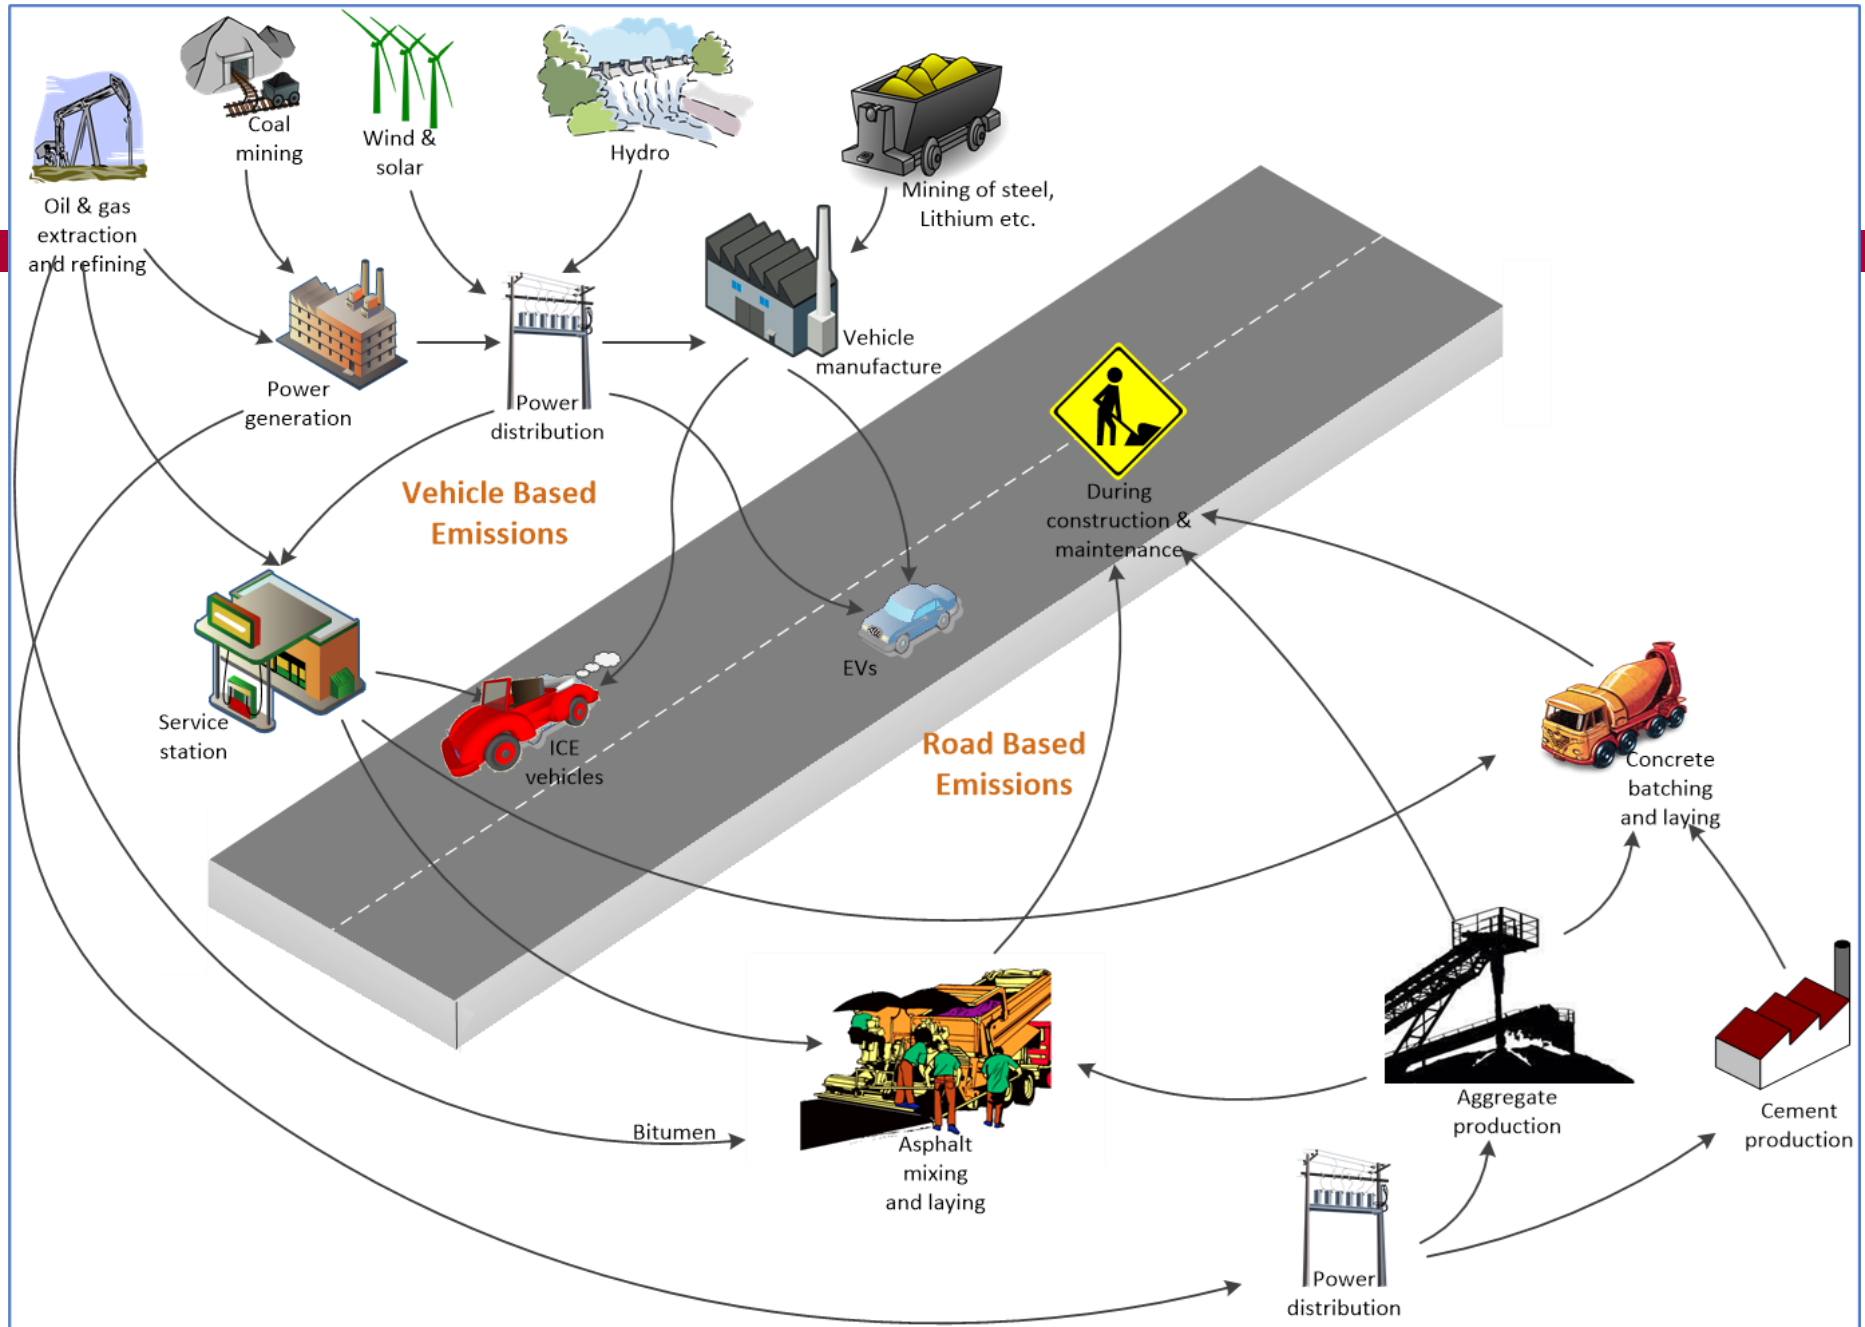 Coal
mining
Wind &
solar
Hydro
Mining of steel,
Lithium etc.
Oil & gas
extraction
and refining
Power
generation
Power
distribution
Vehicle
manufacture
Vehicle Based
Emissions
During
construction &
maintenance
EVs
Service
station
ICE
vehicles
Road Based
Emissions
Concrete
batching
and laying
Bitumen
Asphalt
mixing
and laying
Aggregate
production
Cement
production
Power
distribution